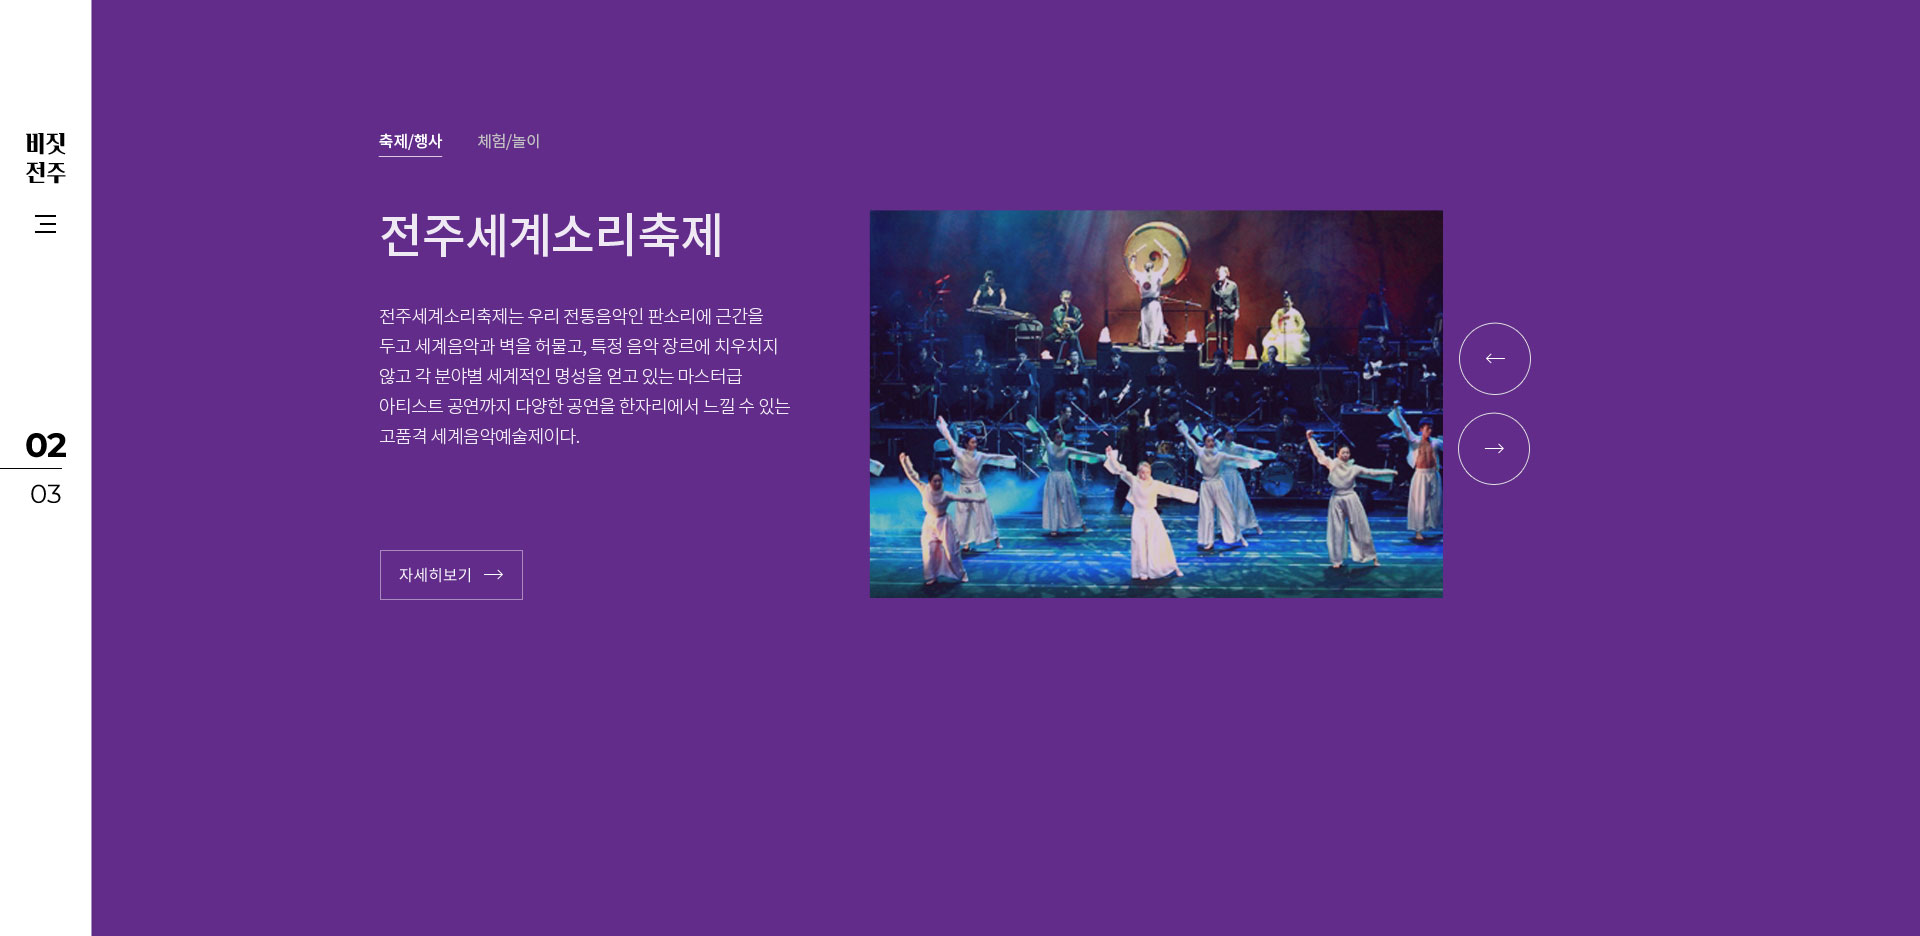 비짓
전주
02
03
축제/행사
체험/놀이
전주세계소리축제
전주세계소리축제는 우리 전통음악인 판소리에 근간을
두고 세계음악과 벽을 허물고, 특정 음악 장르에 치우치지
않고 각 분야별 세계적인 명성을 얻고 있는 마스터급
아티스트 공연까지 다양한 공연을 한자리에서 느낄 수 있는
고품격 세계음악예술제이다.
자세히보기